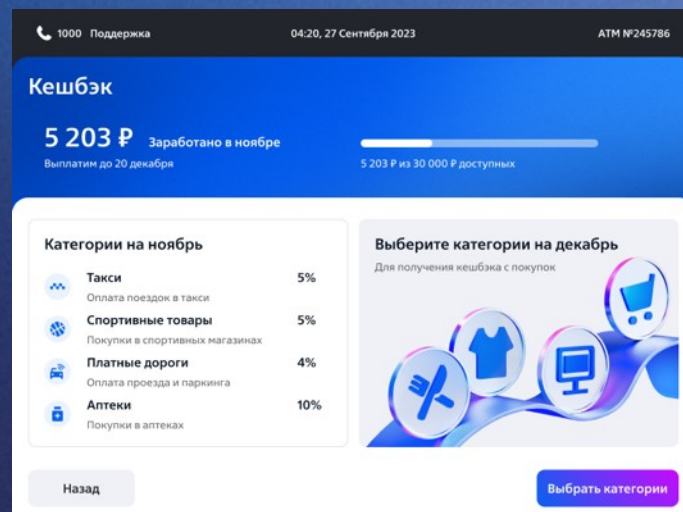 1000 Поддержка
04:20, 27 Сентября 2023
ATM №245786
Кешбэк
5 203 ₽ Заработано в ноябре
Выплатим до 20 декабря
5 203 ₽ из 30 000 ₽ доступных
Категории на ноябрь
Такси 5%
Оплата поездок в такси
Спортивные товары 5%
Покупки в спортивных магазинах
Платные дороги 4%
Оплата проезда и паркинга
Аптеки 10%
Покупки в аптеках
Выберите категории на декабрь
Для получения кешбэка с покупок
Назад
Выбрать категории